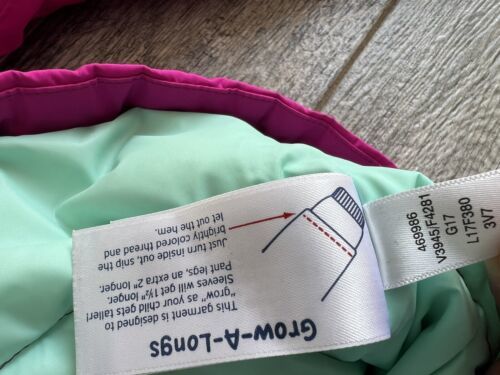 Grow-A-Longs
This garment is designed to
"grow" as your child gets taller!
Sleeves will get 1½" longer.
Pant legs, an extra 2" longer.
Just turn inside out, snip the
brightly colored thread and
let out the hem.
469986
V3945/F4281
G17
L17F380
3/7